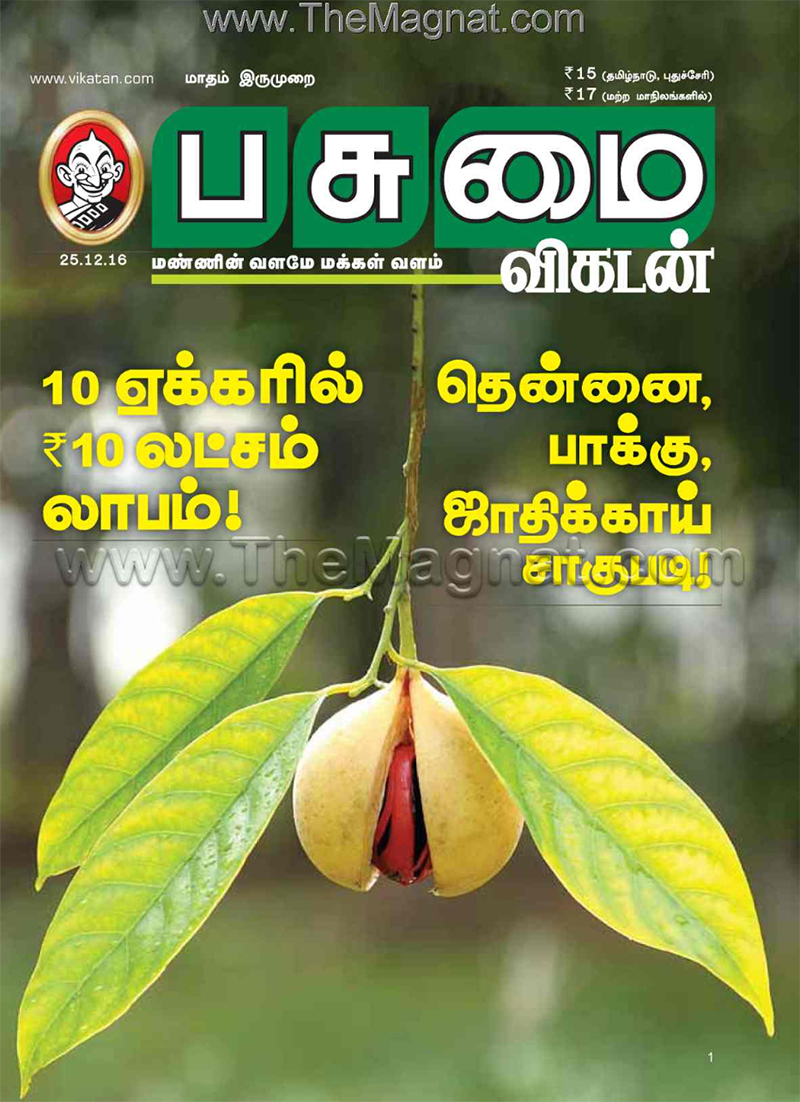 www.TheMagnat.com
www.vikatan.com
மாதம் இருமுறை
₹15 (தமிழ்நாடு, புதுச்சேரி)
₹17 (மற்ற மாநிலங்களில்)
பசுமை
விகடன்
25.12.16
மண்ணின் வளமே மக்கள் வளம்
10 ஏக்கரில்
₹10 லட்சம்
லாபம்!
தென்னை,
பாக்கு,
ஜாதிக்காய்
சாகுபடி!
www.TheMagnat.com
1